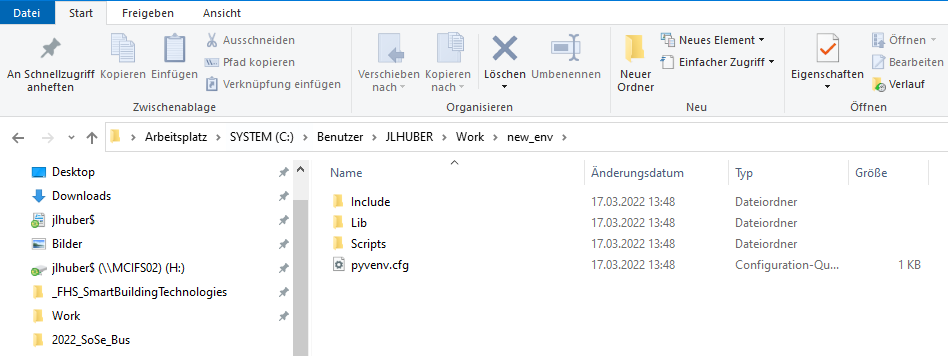 Datei Start Freigeben Ansicht
An Schnellzugriff anheften
Kopieren
Einfügen
Ausschneiden
Pfad kopieren
Verknüpfung einfügen
Zwischenablage
Verschieben nach
Kopieren nach
Löschen
Umbenennen
Organisieren
Neuer Ordner
Neues Element
Einfacher Zugriff
Neu
Eigenschaften
Öffnen
Bearbeiten
Verlauf
Öffnen
Arbeitsplatz > SYSTEM (C:) > Benutzer > JLHUBER > Work > new_env >
Desktop
Downloads
jlhuber$
Bilder
jlhuber$ (\\MCIFS02) (H:)
_FHS_SmartBuildingTechnologies
Work
2022_SoSe_Bus
Name Änderungsdatum Typ Größe
Include 17.03.2022 13:48 Dateiordner
Lib 17.03.2022 13:48 Dateiordner
Scripts 17.03.2022 13:48 Dateiordner
pyvenv.cfg 17.03.2022 13:48 Configuration-Qu... 1 KB